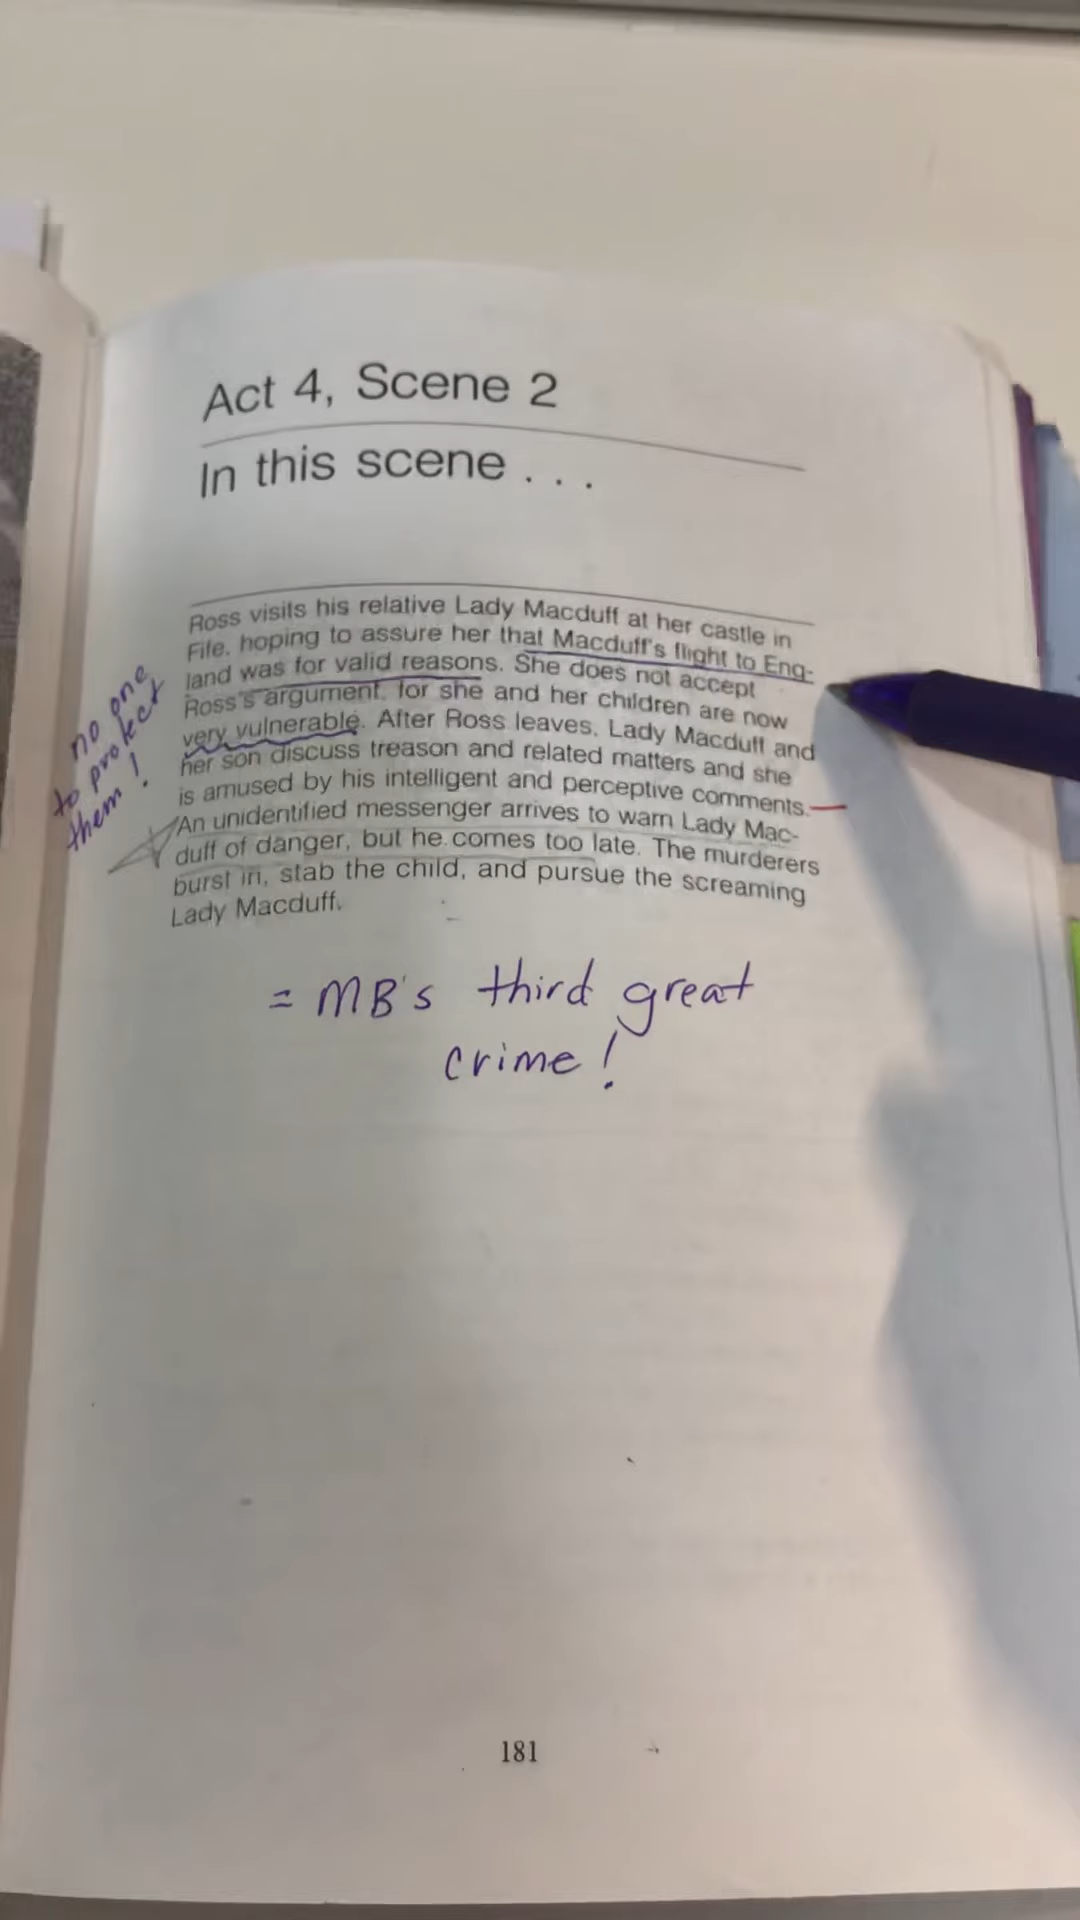 Act 4, Scene 2
In this scene . . .
Ross visits his relative Lady Macduff at her castle in
Fife, hoping to assure her that Macduff's flight to Eng-
land was for valid reasons. She does not accept
Ross's argument, for she and her children are now
very vulnerable. After Ross leaves, Lady Macduff and
her son discuss treason and related matters and she
is amused by his intelligent and perceptive comments.
An unidentified messenger arrives to warn Lady Mac-
duff of danger, but he comes too late. The murderers
burst in, stab the child, and pursue the screaming
Lady Macduff.
no one
to protect
them!
= MB's third great
crime!
181